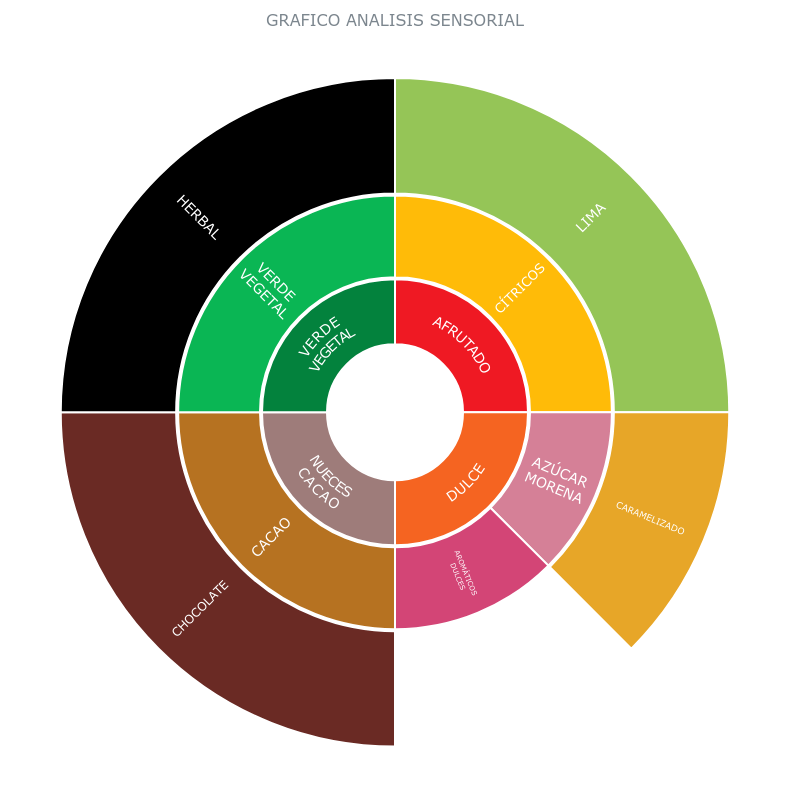 GRAFICO ANALISIS SENSORIAL
HERBAL
LIMA
VERDE
VEGETAL
CÍTRICOS
VERDE
VEGETAL
AFRUTADO
NUECES
CACAO
DULCE
AZÚCAR
MORENA
CARAMELIZADO
CACAO
AROMÁTICOS
DULCES
CHOCOLATE